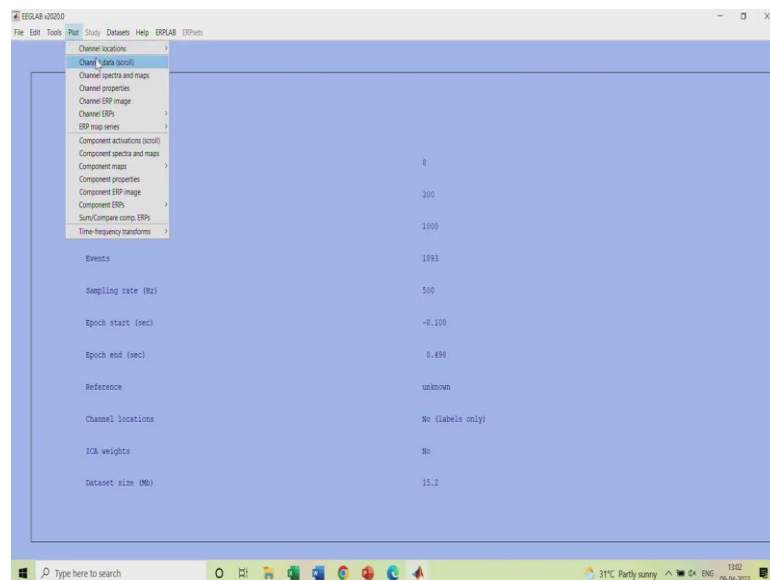 EEGLAB v2020.0
File Edit Tools Plot Study Datasets Help ERPLAB ERPsets
Channel locations
Channel data (scroll)
Channel spectra and maps
Channel properties
Channel ERP image
Channel ERPs
ERP map series
Component activations (scroll)
Component spectra and maps
Component maps
8
Component properties
Component ERP image
200
Component ERPs
Sum/Compare comp. ERPs
Time-frequency transforms
1000
Events 1093
Sampling rate (Hz) 500
Epoch start (sec) -0.100
Epoch end (sec) 0.498
Reference unknown
Channel locations No (labels only)
ICA weights No
Dataset size (Mb) 15.2
Type here to search
31°C Partly sunny
ENG
13:02
09-04-2022